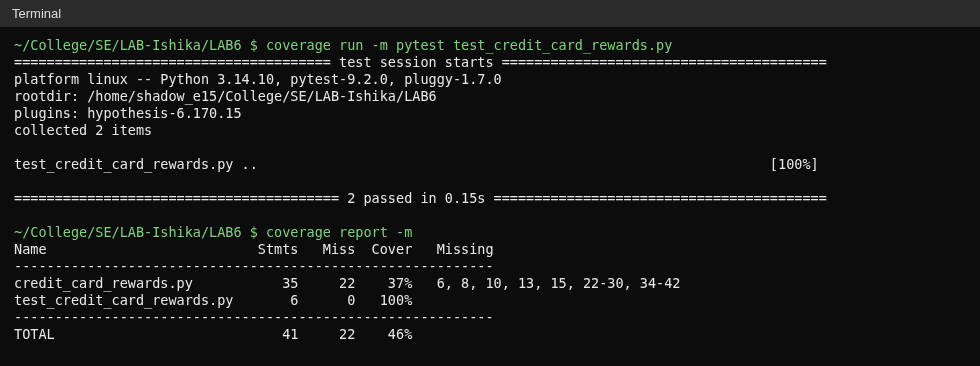 Terminal
~/College/SE/LAB-Ishika/LAB6 $ coverage run -m pytest test_credit_card_rewards.py
======================================= test session starts ========================================
platform linux -- Python 3.14.10, pytest-9.2.0, pluggy-1.7.0
rootdir: /home/shadow_e15/College/SE/LAB-Ishika/LAB6
plugins: hypothesis-6.170.15
collected 2 items
test_credit_card_rewards.py ..                                                               [100%]
======================================== 2 passed in 0.15s =========================================
~/College/SE/LAB-Ishika/LAB6 $ coverage report -m
Name                          Stmts   Miss  Cover   Missing
-----------------------------------------------------------
credit_card_rewards.py           35     22    37%   6, 8, 10, 13, 15, 22-30, 34-42
test_credit_card_rewards.py       6      0   100%
-----------------------------------------------------------
TOTAL                            41     22    46%